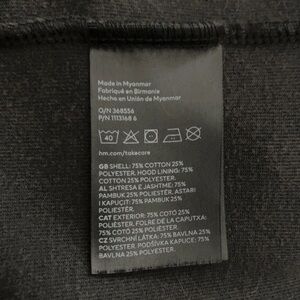 Made in Myanmar
Fabriqué en Birmanie
Hecho en Unión de Myanmar
O/N 368556
P/N 1113168 6
40
hm.com/takecare
GB SHELL: 75% COTTON 25%
POLYESTER. HOOD LINING: 75%
COTTON 25% POLYESTER.
AL SHTRESA E JASHTME: 75%
PAMBUK 25% POLIESTËR. ASTARI
I KAPUÇIT: 75% PAMBUK 25%
POLIESTËR.
CAT EXTERIOR: 75% COTÓ 25%
POLIÈSTER. FOLRE DE LA CAPUTXA:
75% COTÓ 25% POLIÈSTER.
CZ SVRCHNÍ LÁTKA: 75% BAVLNA 25%
POLYESTER. PODŠÍVKA KAPUCE: 75%
BAVLNA 25% POLYESTER.